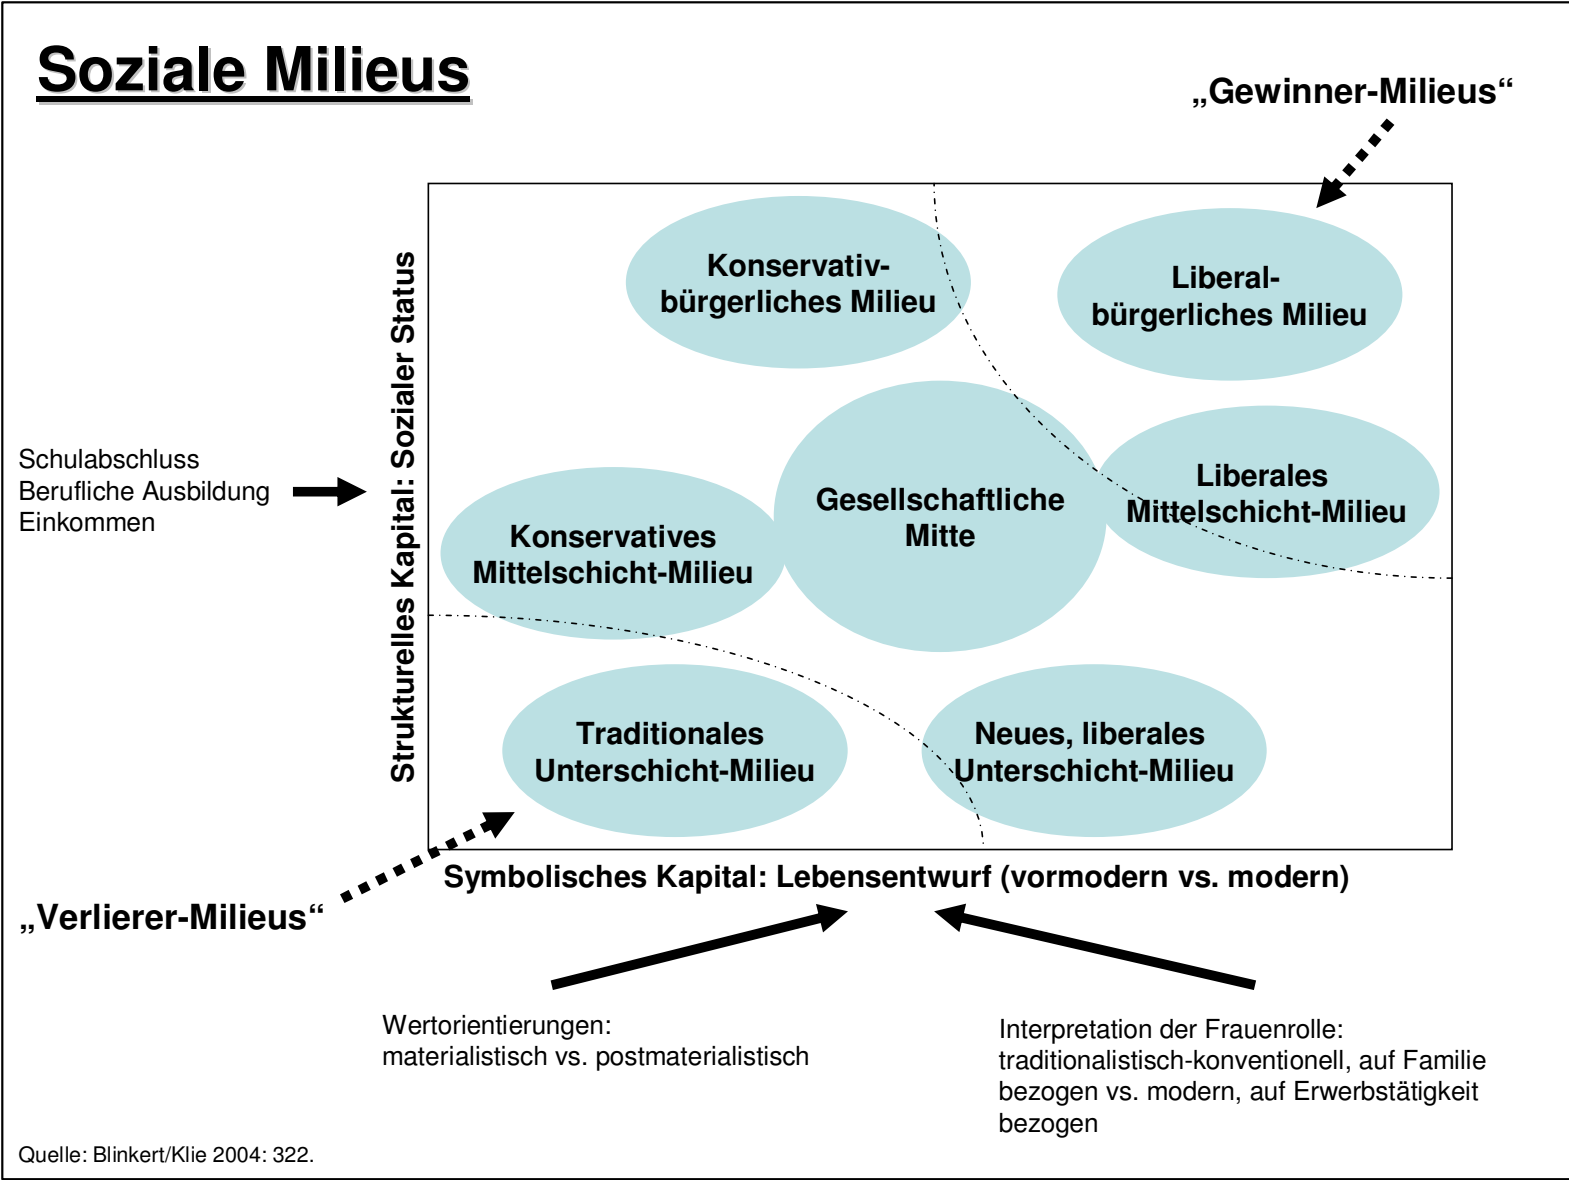 Soziale Milieus
„Gewinner-Milieus“
Konservativ-
bürgerliches Milieu
Liberal-
bürgerliches Milieu
Strukturelles Kapital: Sozialer Status
Schulabschluss
Berufliche Ausbildung
Einkommen
Gesellschaftliche
Mitte
Liberales
Mittelschicht-Milieu
Konservatives
Mittelschicht-Milieu
Traditionales
Unterschicht-Milieu
Neues, liberales
Unterschicht-Milieu
Symbolisches Kapital: Lebensentwurf (vormodern vs. modern)
„Verlierer-Milieus“
Wertorientierungen:
materialistisch vs. postmaterialistisch
Interpretation der Frauenrolle:
traditionalistisch-konventionell, auf Familie
bezogen vs. modern, auf Erwerbstätigkeit
bezogen
Quelle: Blinkert/Klie 2004: 322.